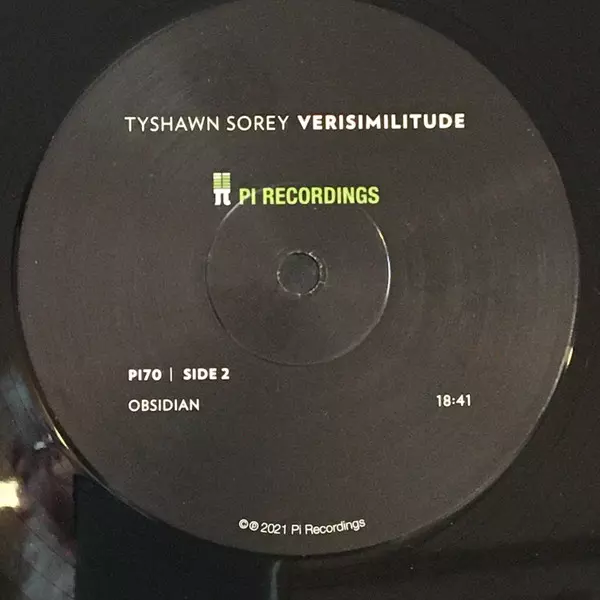 TYSHAWN SOREY VERISIMILITUDE
π PI RECORDINGS
PI70 | SIDE 2
OBSIDIAN 18:41
©℗ 2021 Pi Recordings